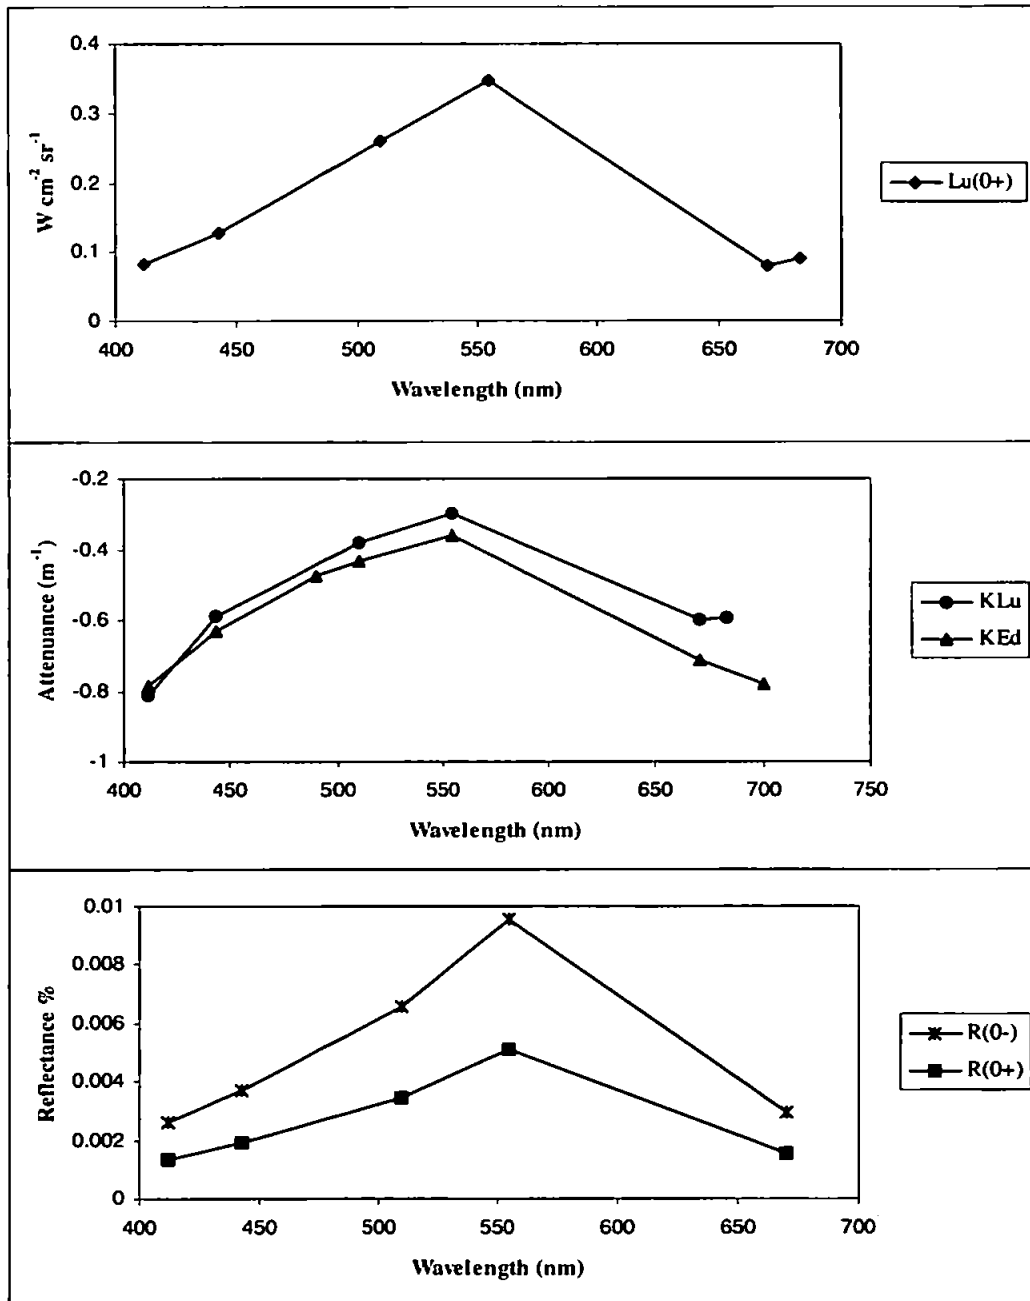 0.4
0.3
0.2
0.1
0
W cm-2 sr-1
400 450 500 550 600 650 700
Wavelength (nm)
Lu(0+)
-0.2
-0.4
-0.6
-0.8
-1
Attenuance (m-1)
400 450 500 550 600 650 700 750
Wavelength (nm)
KLu
KEd
0.01
0.008
0.006
0.004
0.002
0
Reflectance %
400 450 500 550 600 650 700
Wavelength (nm)
R(0-)
R(0+)